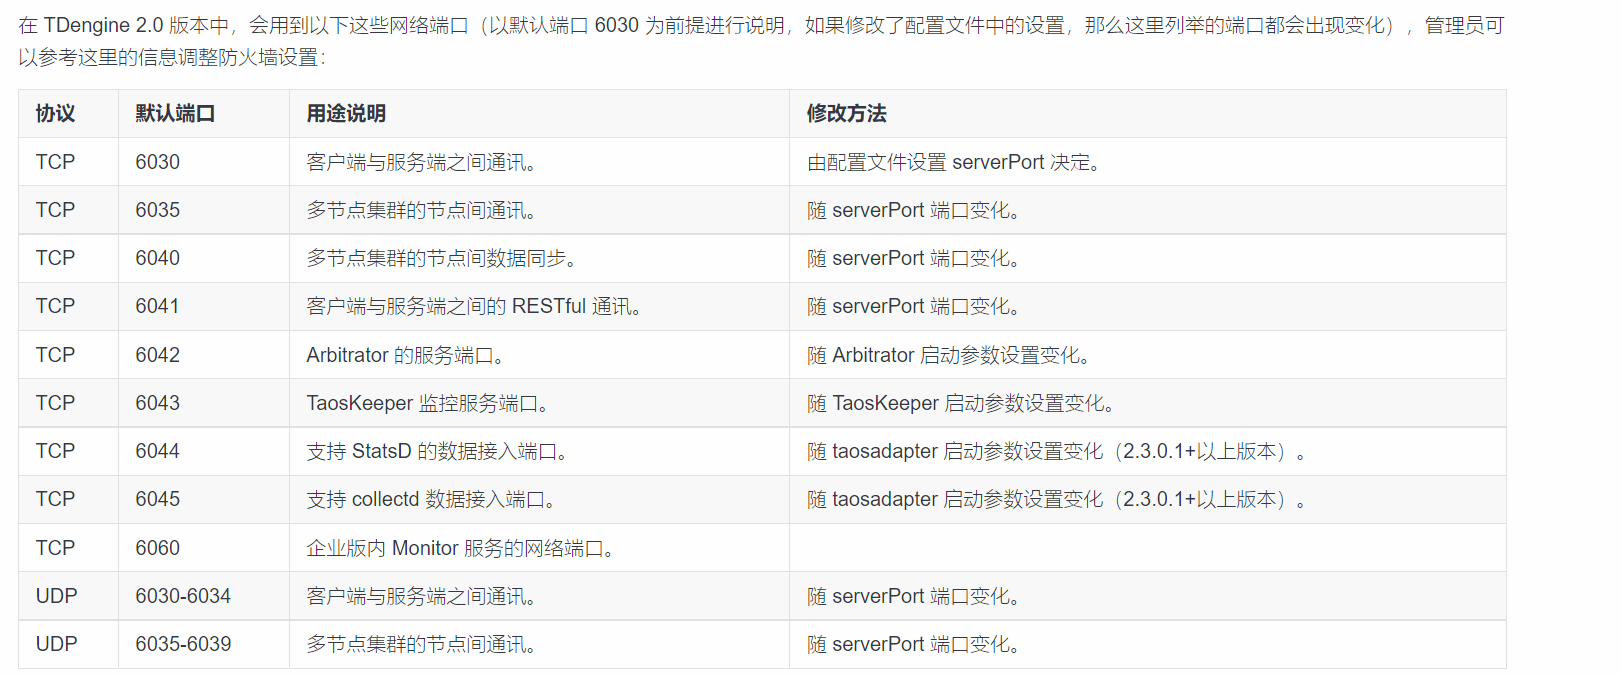 在 TDengine 2.0 版本中，会用到以下这些网络端口（以默认端口 6030 为前提进行说明，如果修改了配置文件中的设置，那么这里列举的端口都会出现变化），管理员可
以参考这里的信息调整防火墙设置：
协议 默认端口 用途说明 修改方法
TCP 6030 客户端与服务端之间通讯。 由配置文件设置 serverPort 决定。
TCP 6035 多节点集群的节点间通讯。 随 serverPort 端口变化。
TCP 6040 多节点集群的节点间数据同步。 随 serverPort 端口变化。
TCP 6041 客户端与服务端之间的 RESTful 通讯。 随 serverPort 端口变化。
TCP 6042 Arbitrator 的服务端口。 随 Arbitrator 启动参数设置变化。
TCP 6043 TaosKeeper 监控服务端口。 随 TaosKeeper 启动参数设置变化。
TCP 6044 支持 StatsD 的数据接入端口。 随 taosadapter 启动参数设置变化（2.3.0.1+以上版本）。
TCP 6045 支持 collectd 数据接入端口。 随 taosadapter 启动参数设置变化（2.3.0.1+以上版本）。
TCP 6060 企业版内 Monitor 服务的网络端口。
UDP 6030-6034 客户端与服务端之间通讯。 随 serverPort 端口变化。
UDP 6035-6039 多节点集群的节点间通讯。 随 serverPort 端口变化。